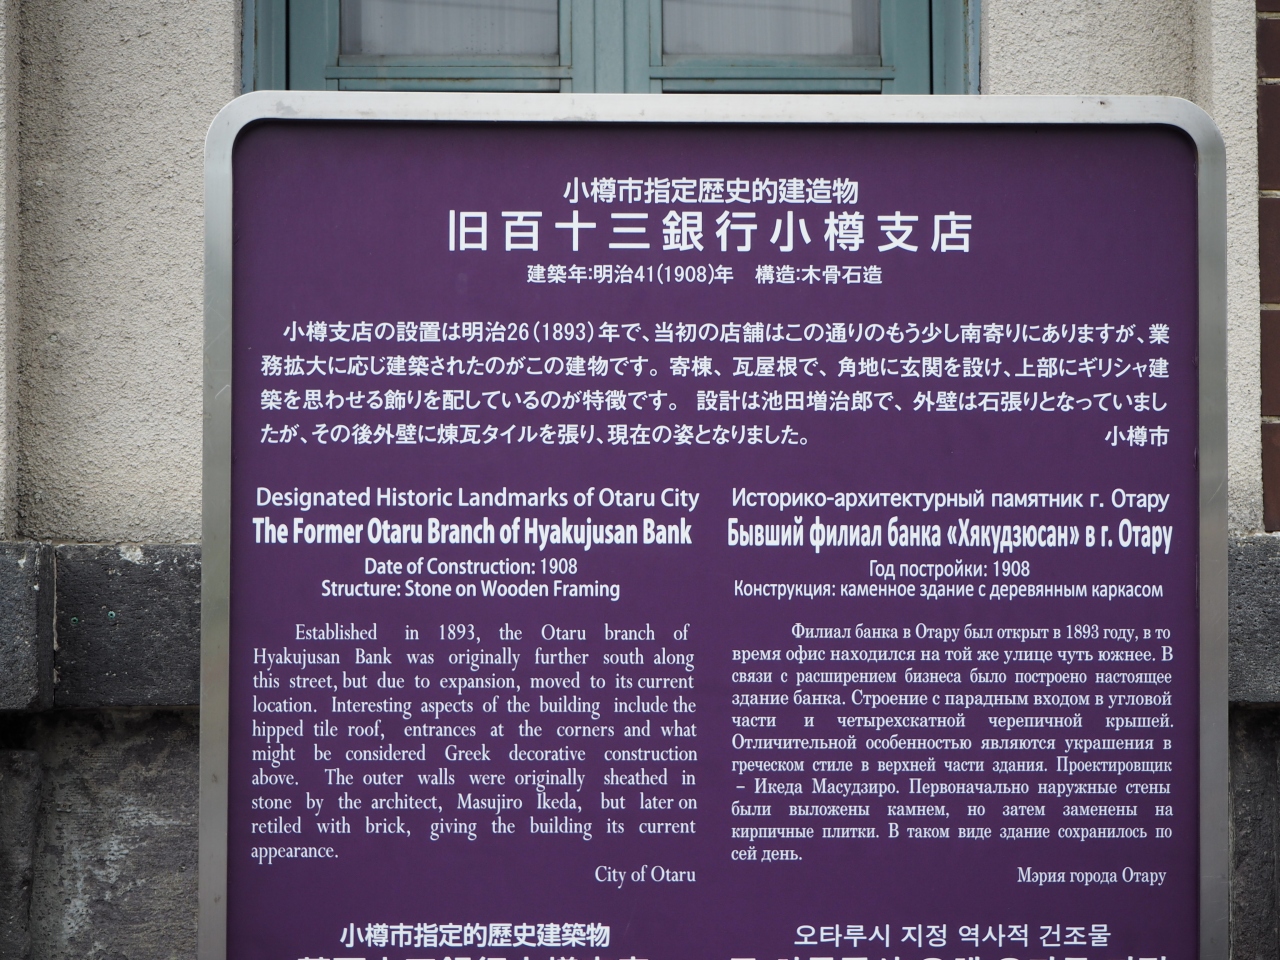 小樽市指定歴史的建造物
旧百十三銀行小樽支店
建築年:明治41(1908)年　構造:木骨石造
小樽支店の設置は明治26(1893)年で、当初の店舗はこの通りのもう少し南寄りにありますが、業
務拡大に応じ建築されたのがこの建物です。寄棟、瓦屋根で、角地に玄関を設け、上部にギリシャ建
築を思わせる飾りを配しているのが特徴です。 設計は池田増治郎で、外壁は石張りとなっていまし
たが、その後外壁に煉瓦タイルを張り、現在の姿となりました。
小樽市
Designated Historic Landmarks of Otaru City
The Former Otaru Branch of Hyakujusan Bank
Date of Construction: 1908
Structure: Stone on Wooden Framing
Established in 1893, the Otaru branch of
Hyakujusan Bank was originally further south along
this street, but due to expansion, moved to its current
location. Interesting aspects of the building include the
hipped tile roof, entrances at the corners and what
might be considered Greek decorative construction
above. The outer walls were originally sheathed in
stone by the architect, Masujiro Ikeda, but later on
retiled with brick, giving the building its current
appearance.
City of Otaru
Историко-архитектурный памятник г. Отару
Бывший филиал банка «Хякудзюсан» в г. Отару
Год постройки: 1908
Конструкция: каменное здание с деревянным каркасом
Филиал банка в Отару был открыт в 1893 году, в то
время офис находился на той же улице чуть южнее. В
связи с расширением бизнеса было построено настоящее
здание банка. Строение с парадным входом в угловой
части и четырехскатной черепичной крышей.
Отличительной особенностью являются украшения в
греческом стиле в верхней части здания. Проектировщик
– Икеда Масудзиро. Первоначально наружные стены
были выложены камнем, но затем заменены на
кирпичные плитки. В таком виде здание сохранилось по
сей день.
Мэрия города Отару
小樽市指定的歷史建築物
오타루시 지정 역사적 건조물